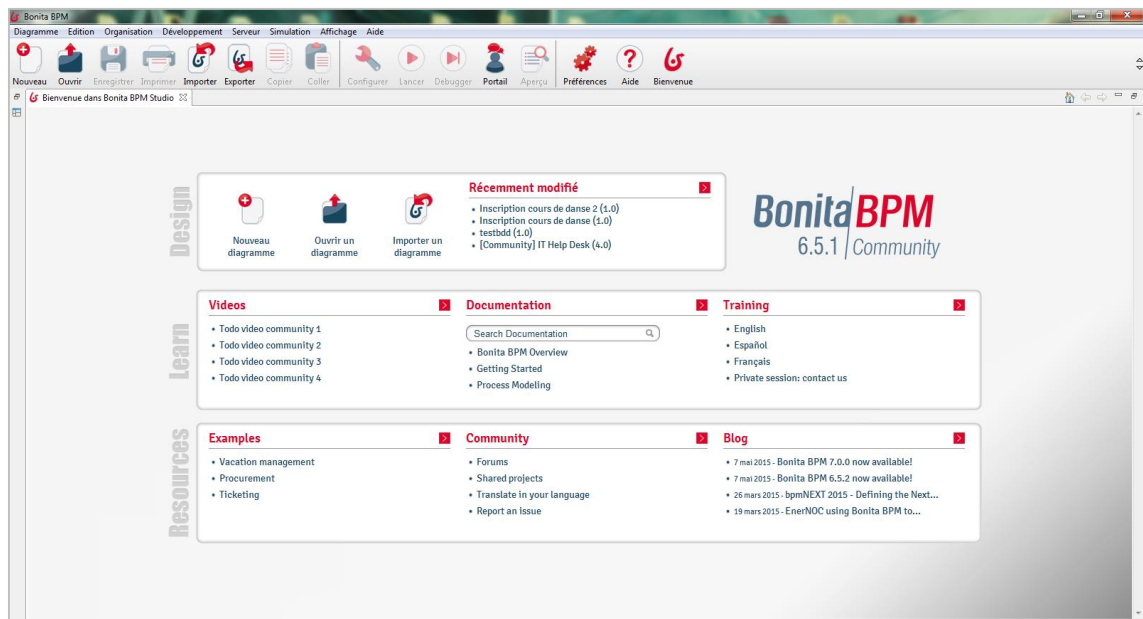 Bonita BPM
Diagramme Edition Organisation Développement Serveur Simulation Affichage Aide
Nouveau Ouvrir Enregistrer Imprimer Importer Exporter Copier Coller Configurer Lancer Debugger Portail Aperçu Préférences Aide Bienvenue
Bienvenue dans Bonita BPM Studio
Design
Nouveau diagramme
Ouvrir un diagramme
Importer un diagramme
Récemment modifié
• Inscription cours de danse 2 (1.0)
• Inscription cours de danse (1.0)
• testbdd (1.0)
• [Community] IT Help Desk (4.0)
Bonita BPM
6.5.1 Community
Learn
Videos
• Todo video community 1
• Todo video community 2
• Todo video community 3
• Todo video community 4
Documentation
Search Documentation
• Bonita BPM Overview
• Getting Started
• Process Modeling
Training
• English
• Español
• Français
• Private session: contact us
Resources
Examples
• Vacation management
• Procurement
• Ticketing
Community
• Forums
• Shared projects
• Translate in your language
• Report an issue
Blog
• 7 mai 2015 - Bonita BPM 7.0.0 now available!
• 7 mai 2015 - Bonita BPM 6.5.2 now available!
• 26 mars 2015 - bpmNEXT 2015 - Defining the Next...
• 19 mars 2015 - EnerNOC using Bonita BPM to...